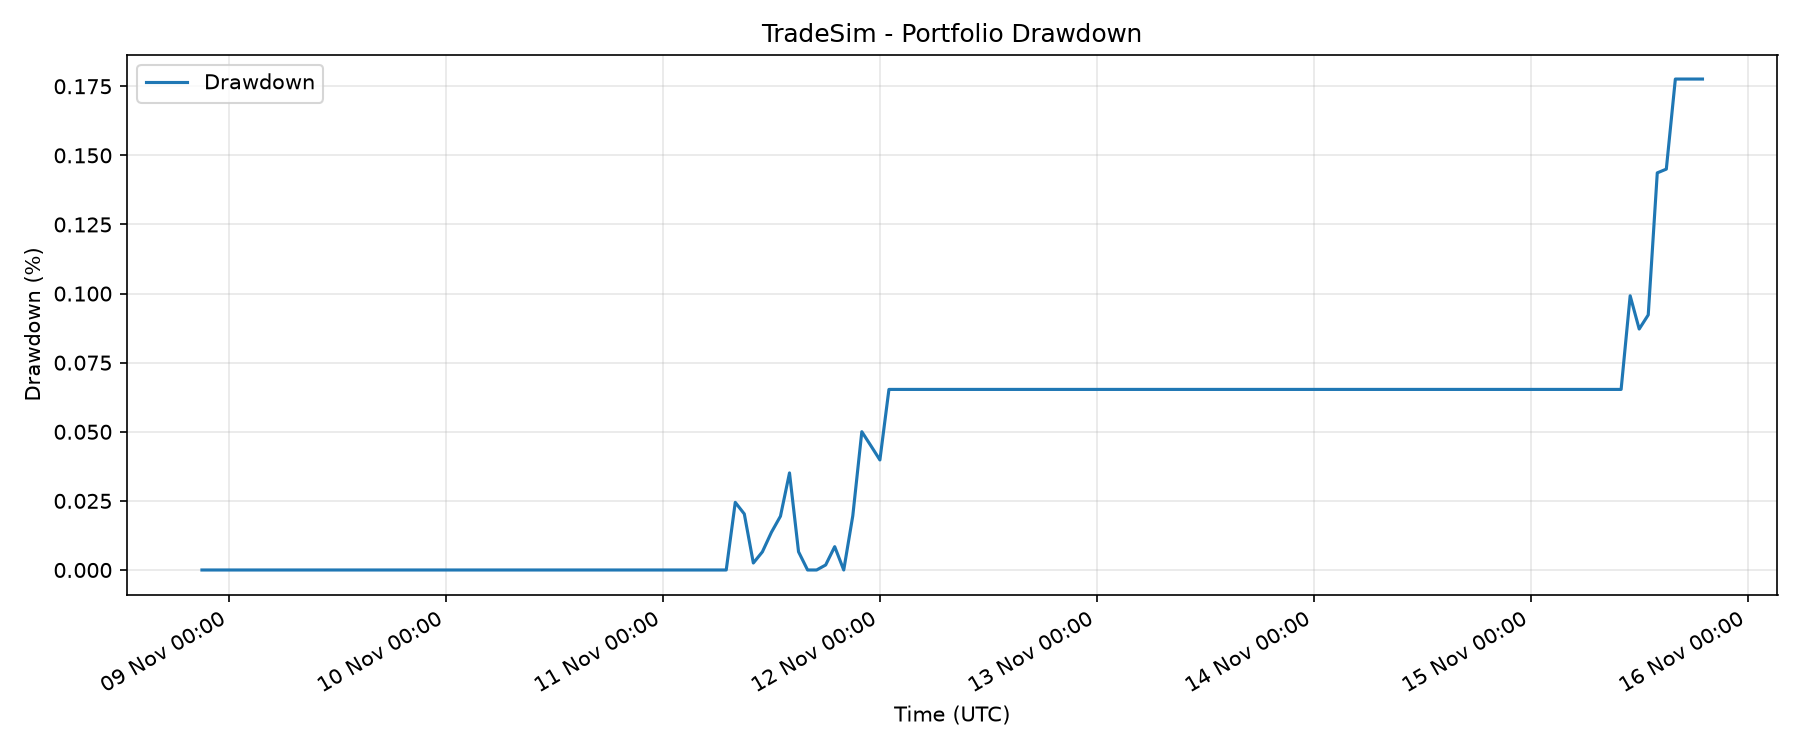 TradeSim - Portfolio Drawdown
Drawdown
Drawdown (%)
0.175
0.150
0.125
0.100
0.075
0.050
0.025
0.000
09 Nov 00:00
10 Nov 00:00
11 Nov 00:00
12 Nov 00:00
13 Nov 00:00
14 Nov 00:00
15 Nov 00:00
16 Nov 00:00
Time (UTC)